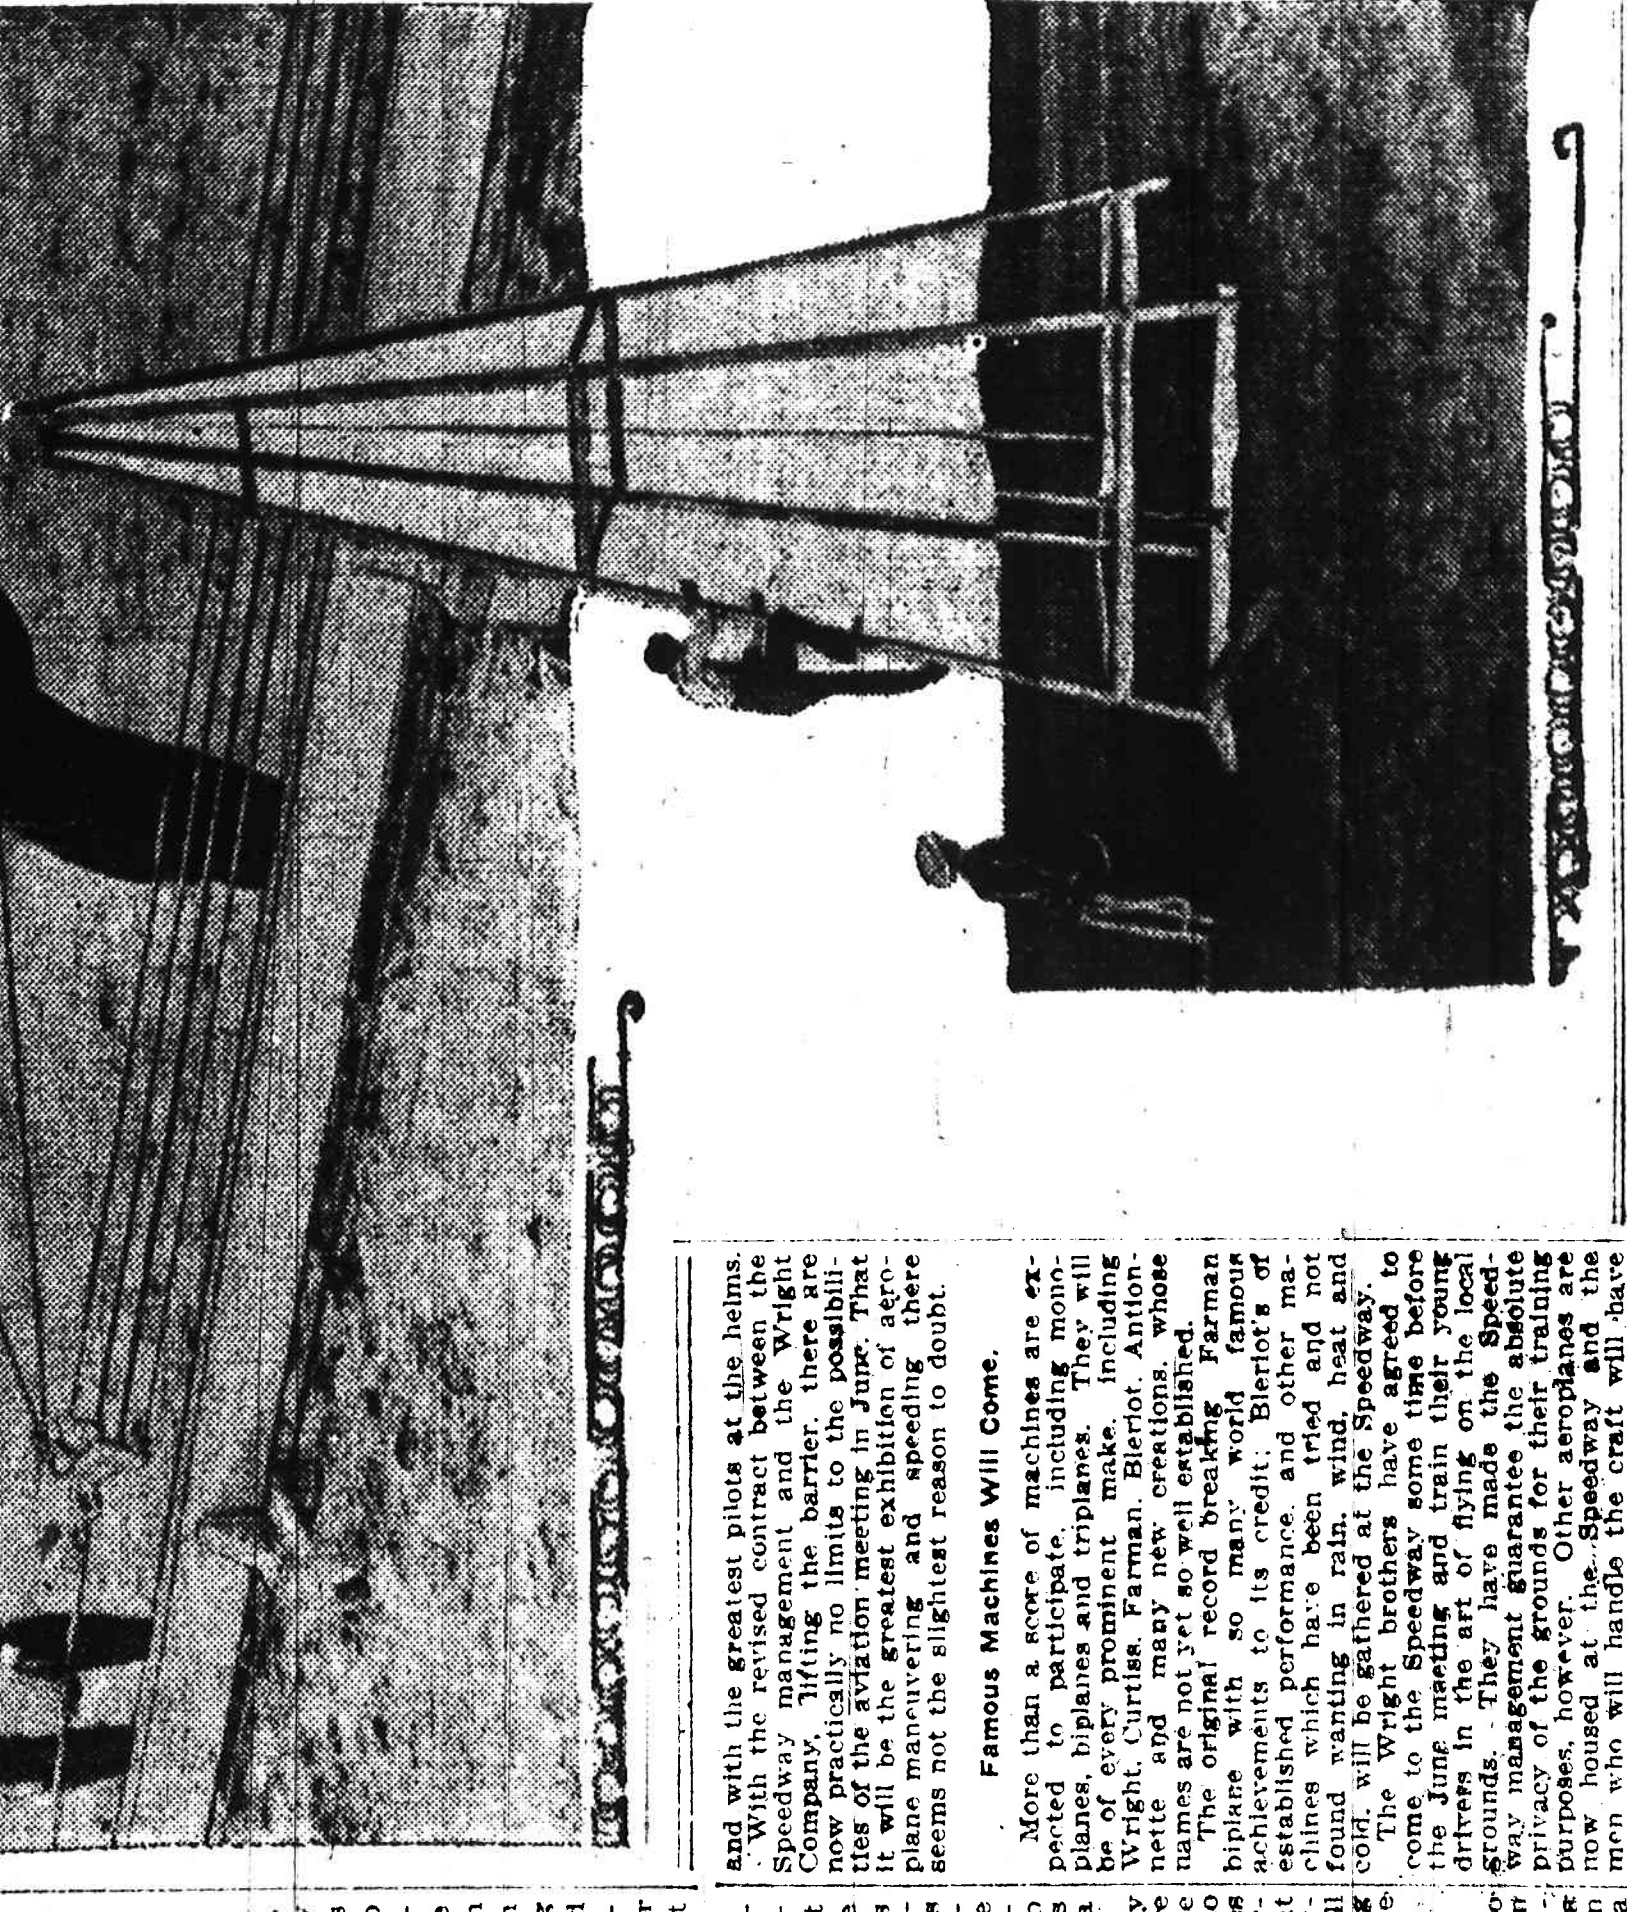 and with the greatest pilots at the helms.
With the revised contract between the
Speedway management and the Wright
Company, lifting the barrier, there are
now practically no limits to the possibili-
ties of the aviation meeting in June. That
it will be the greatest exhibition of aero-
plane maneuvering and speeding there
seems not the slightest reason to doubt.
Famous Machines Will Come.
More than a score of machines are ex-
pected to participate, including mono-
planes, biplanes and triplanes. They will
be of every prominent make, including
Wright, Curtiss, Farman, Bleriot, Antion-
nette and many new creations, whose
names are not yet so well established.
The original record breaking Farman
biplane with so many world famous
achievements to its credit; Bleriot's of
established performance, and other ma-
chines which have been tried and not
found wanting in rain, wind, heat and
cold, will be gathered at the Speedway.
The Wright brothers have agreed to
come to the Speedway some time before
the June meeting and train their young
drivers in the art of flying on the local
grounds. They have made the Speed-
way management guarantee the absolute
privacy of the grounds for their training
purposes, however. Other aeroplanes are
now housed at the Speedway and the
men who will handle the craft will have